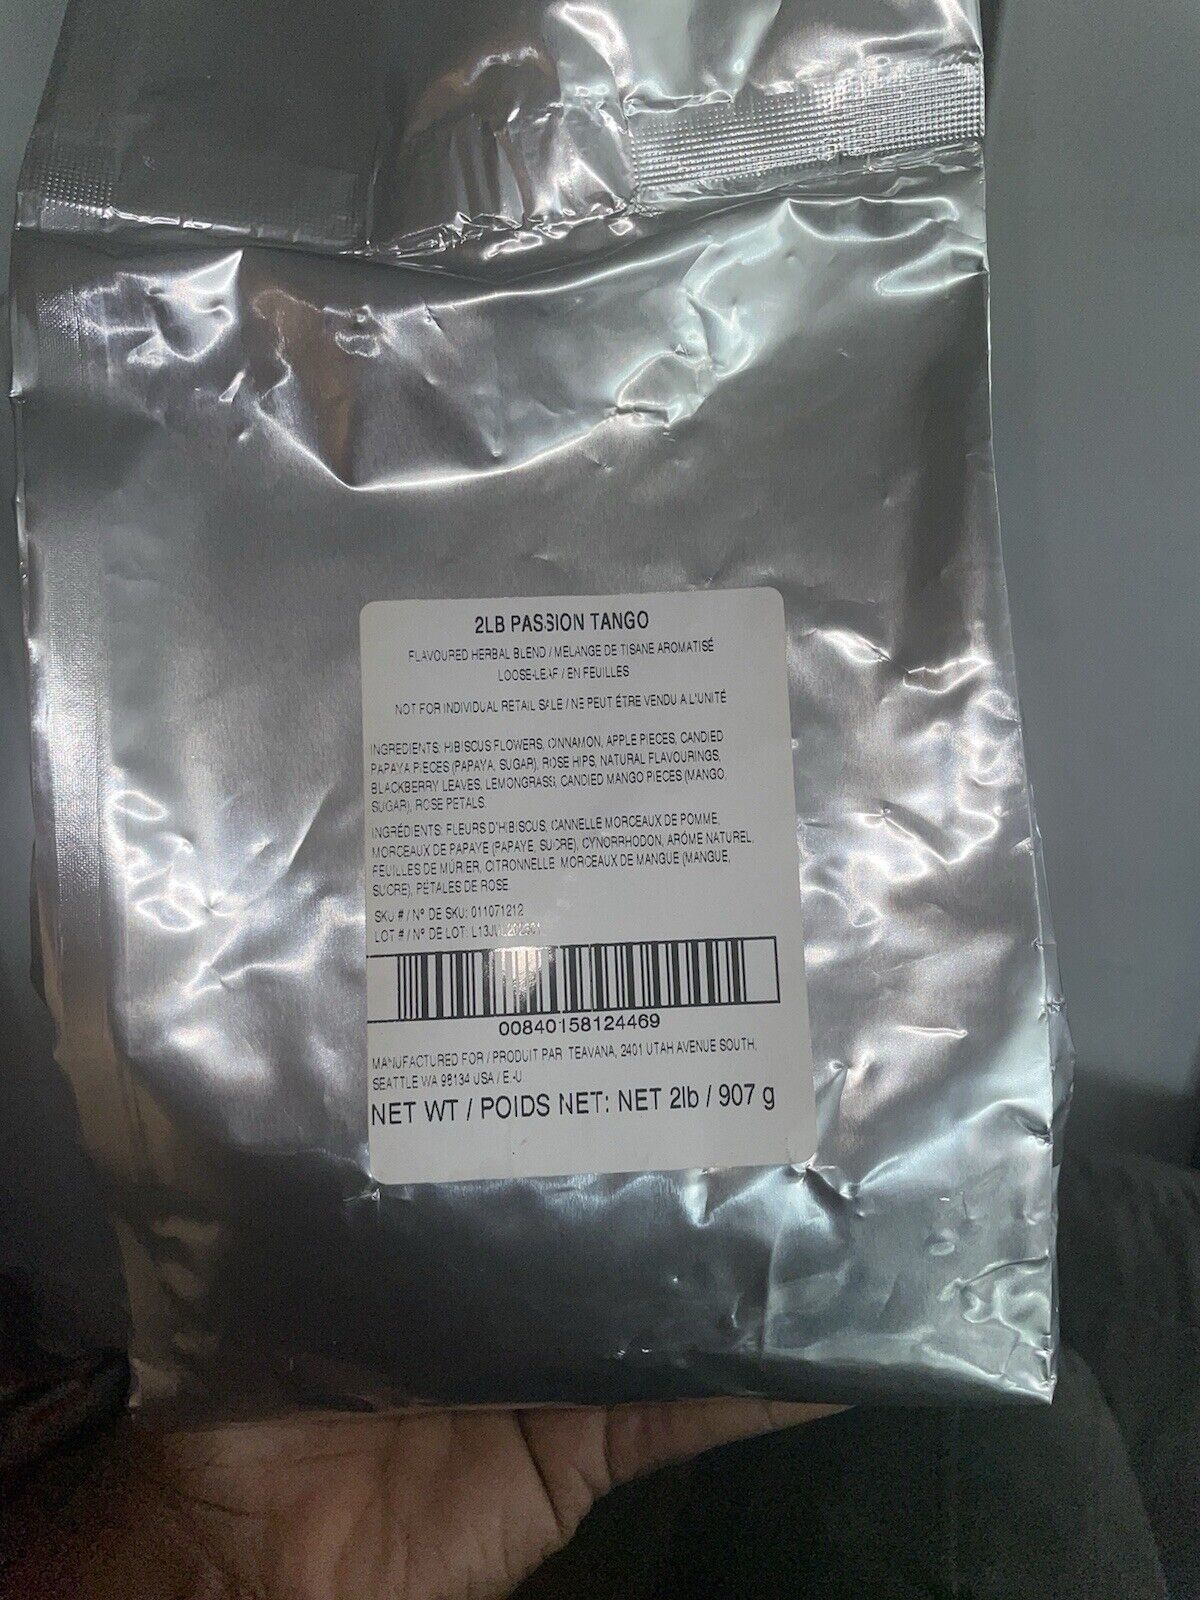 2LB PASSION TANGO
FLAVOURED HERBAL BLEND / MELANGE DE TISANE AROMATISÉ
LOOSE-LEAF / EN FEUILLES
NOT FOR INDIVIDUAL RETAIL SALE / NE PEUT ÊTRE VENDU A L'UNITÉ
INGREDIENTS: HIBISCUS FLOWERS, CINNAMON, APPLE PIECES, CANDIED
PAPAYA PIECES (PAPAYA, SUGAR), ROSE HIPS, NATURAL FLAVOURINGS,
BLACKBERRY LEAVES, LEMONGRASS, CANDIED MANGO PIECES (MANGO,
SUGAR), ROSE PETALS.
INGRÉDIENTS: FLEURS D'HIBISCUS, CANNELLE MORCEAUX DE POMME,
MORCEAUX DE PAPAYE (PAPAYE, SUCRE), CYNORRHODON, ARÔME NATUREL,
FEUILLES DE MÛRIER, CITRONNELLE, MORCEAUX DE MANGUE (MANGUE,
SUCRE), PÉTALES DE ROSE
SKU # / Nº DE SKU: 011071212
LOT # / Nº DE LOT:
00840158124469
MANUFACTURED FOR / PRODUIT PAR TEAVANA, 2401 UTAH AVENUE SOUTH,
SEATTLE WA 98134 USA / E.-U
NET WT / POIDS NET: NET 2lb / 907 g